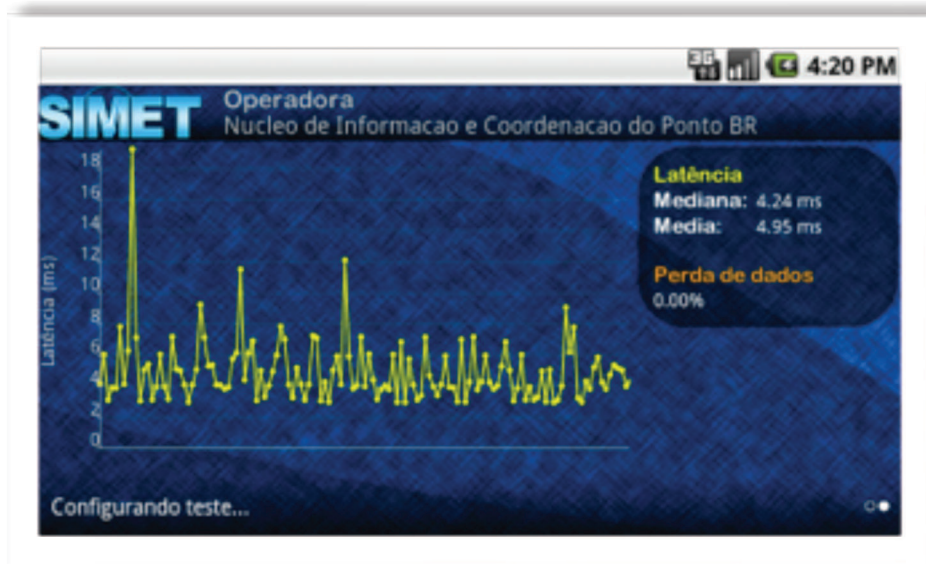 3G
4:20 PM
SIMET
Operadora
Nucleo de Informacao e Coordenacao do Ponto BR
18
16
14
12
10
8
6
4
2
0
Latência (ms)
Latência
Mediana: 4.24 ms
Media: 4.95 ms
Perda de dados
0.00%
Configurando teste...